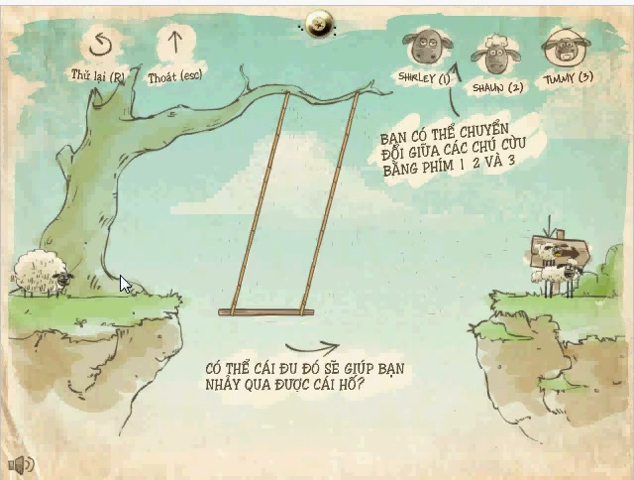 Thử lại (R)
Thoát (esc)
SHIRLEY (1)
SHAUN (2)
TIMMY (3)
BẠN CÓ THỂ CHUYỂN
ĐỔI GIỮA CÁC CHÚ CỪU
BẰNG PHÍM 1 2 VÀ 3
CÓ THỂ CÁI ĐU ĐÓ SẼ GIÚP BẠN
NHẢY QUA ĐƯỢC CÁI HỐ?